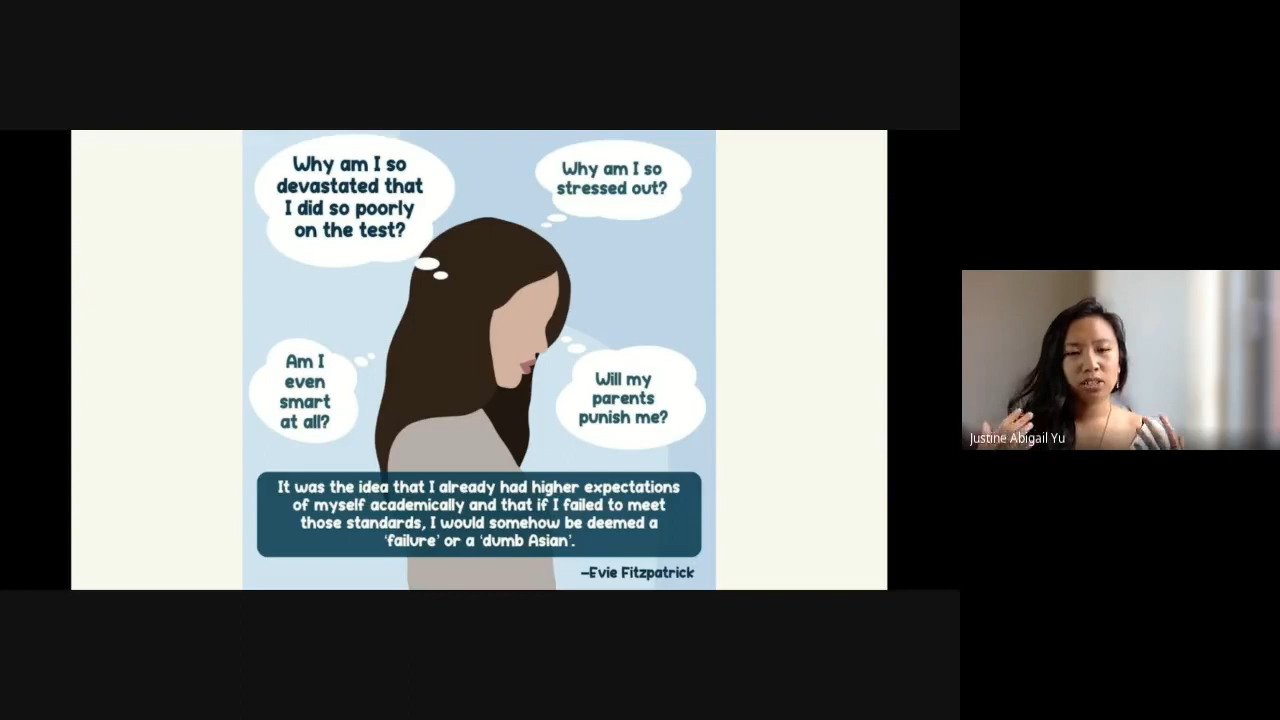 Why am I so
devastated that
I did so poorly
on the test?
Why am I so
stressed out?
Am I
even
smart
at all?
Will my
parents
punish me?
It was the idea that I already had higher expectations
of myself academically and that if I failed to meet
those standards, I would somehow be deemed a
'failure' or a 'dumb Asian'.
–Evie Fitzpatrick
Justine Abigail Yu